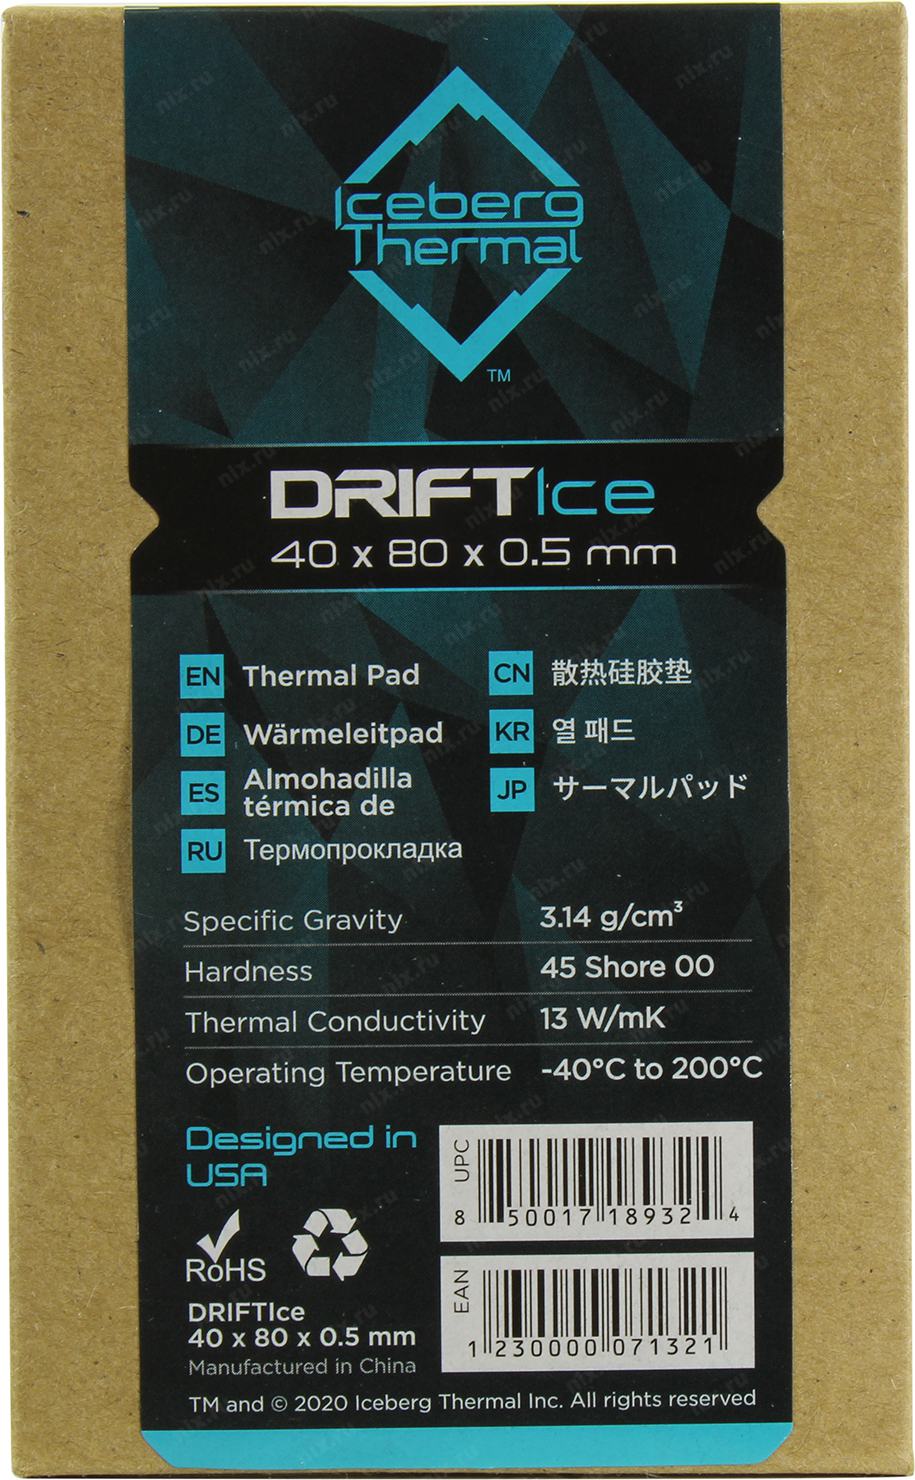 Iceberg
Thermal
TM
DRIFTIce
40 x 80 x 0.5 mm
EN Thermal Pad
DE Wärmeleitpad
ES Almohadilla
térmica de
RU Термопрокладка
CN 散热硅胶垫
KR 열 패드
JP サーマルパッド
Specific Gravity 3.14 g/cm³
Hardness 45 Shore 00
Thermal Conductivity 13 W/mK
Operating Temperature -40°C to 200°C
Designed in
USA
UPC
8 50017 18932 4
RoHS
EAN
1 230000 071321
DRIFTIce
40 x 80 x 0.5 mm
Manufactured in China
TM and © 2020 Iceberg Thermal Inc. All rights reserved
nix.ru